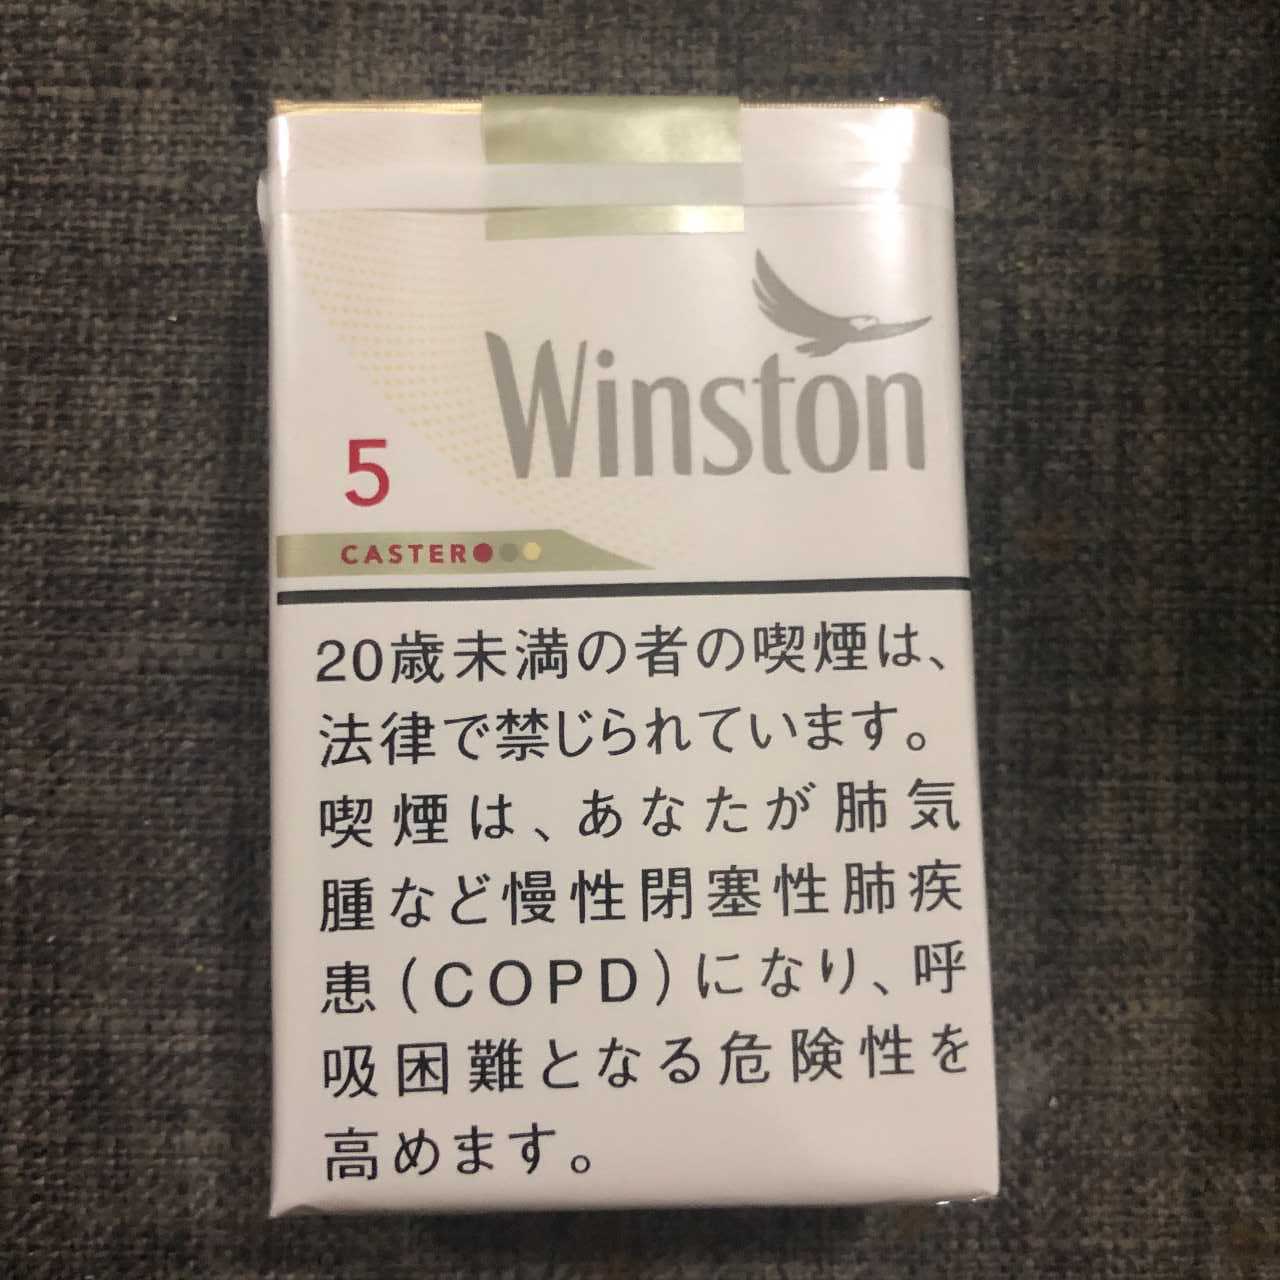 Winston
5
CASTER
20歳未満の者の喫煙は、
法律で禁じられています。
喫煙は、あなたが肺気
腫など慢性閉塞性肺疾
患(COPD)になり、呼
吸困難となる危険性を
高めます。